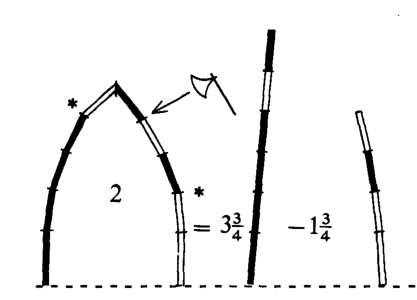 *
2
*
= 3¾ −1¾